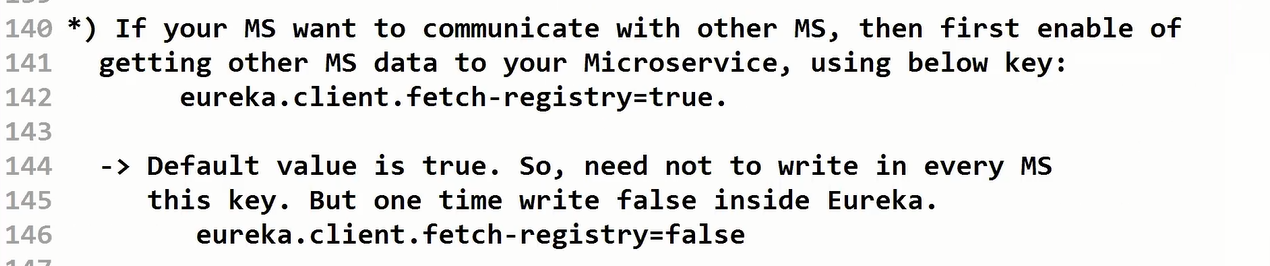 140 *) If your MS want to communicate with other MS, then first enable of
141 getting other MS data to your Microservice, using below key:
142 eureka.client.fetch-registry=true.
143
144 -> Default value is true. So, need not to write in every MS
145 this key. But one time write false inside Eureka.
146 eureka.client.fetch-registry=false